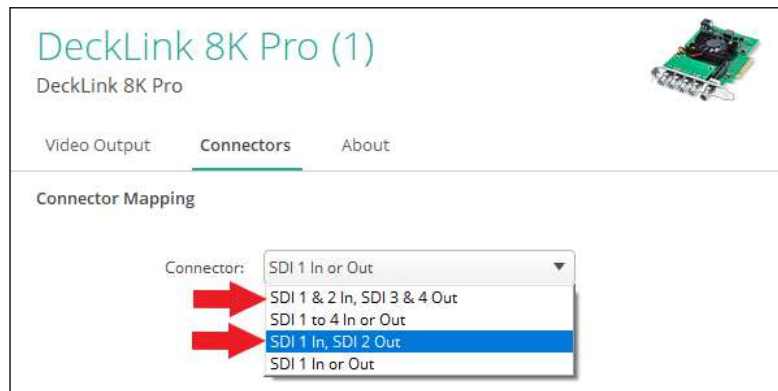 DeckLink 8K Pro (1)
DeckLink 8K Pro
Video Output Connectors About
Connector Mapping
Connector: SDI 1 In or Out
SDI 1 & 2 In, SDI 3 & 4 Out
SDI 1 to 4 In or Out
SDI 1 In, SDI 2 Out
SDI 1 In or Out